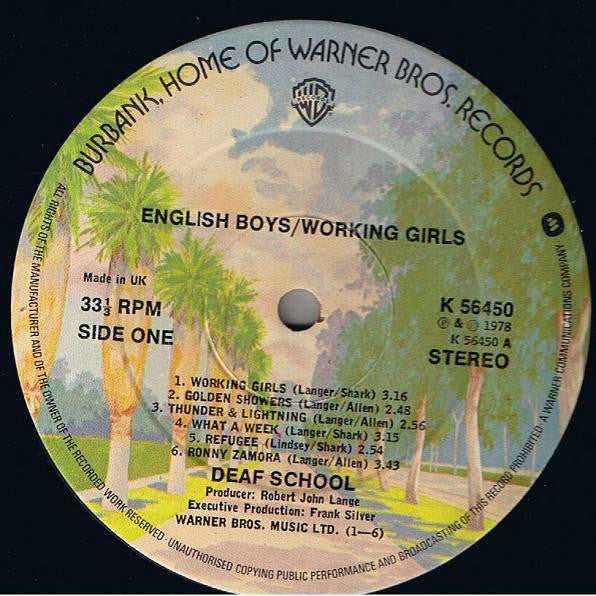 BURBANK, HOME OF WARNER BROS. RECORDS
WB
RECORDS
ENGLISH BOYS/WORKING GIRLS
Made in UK
33⅓ RPM
SIDE ONE
K 56450
℗ & © 1978
K 56450 A
STEREO
1. WORKING GIRLS (Langer/Shark) 3.16
2. GOLDEN SHOWERS (Langer/Allen) 2.48
3. THUNDER & LIGHTNING (Langer/Allen) 2.56
4. WHAT A WEEK (Langer/Shark) 3.15
5. REFUGEE (Lindsey/Shark) 2.54
6. RONNY ZAMORA (Langer/Allen) 3.43
DEAF SCHOOL
Producer: Robert John Lange
Executive Production: Frank Silver
WARNER BROS. MUSIC LTD. (1—6)
ALL RIGHTS OF THE MANUFACTURER AND OF THE OWNER OF THE RECORDED WORK RESERVED · UNAUTHORISED COPYING PUBLIC PERFORMANCE AND BROADCASTING OF THIS RECORD PROHIBITED · A WARNER COMMUNICATIONS COMPANY